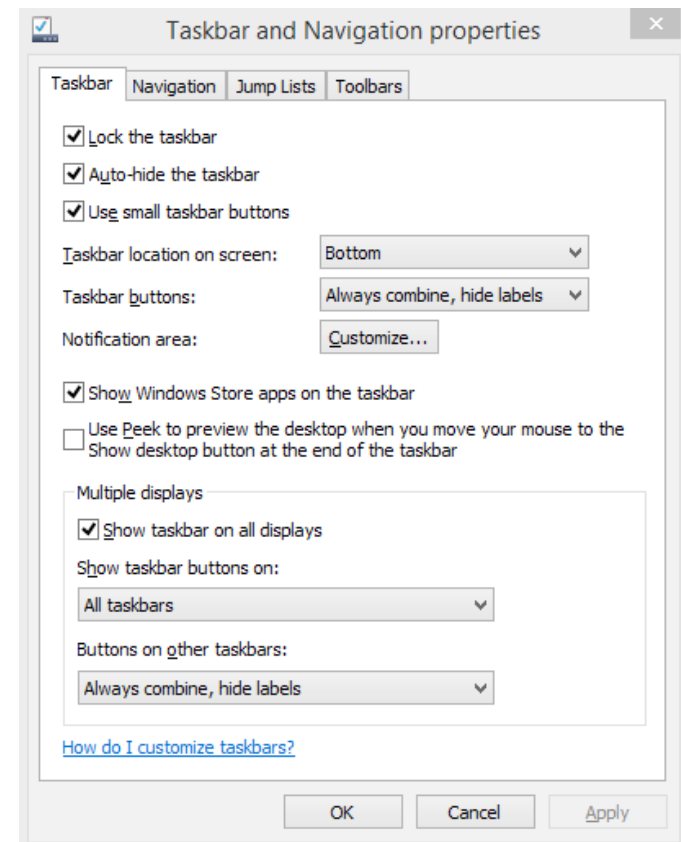 Taskbar and Navigation properties
Taskbar
Navigation
Jump Lists
Toolbars
Lock the taskbar
Auto-hide the taskbar
Use small taskbar buttons
Taskbar location on screen:
Bottom
Taskbar buttons:
Always combine, hide labels
Notification area:
Customize...
Show Windows Store apps on the taskbar
Use Peek to preview the desktop when you move your mouse to the
Show desktop button at the end of the taskbar
Multiple displays
Show taskbar on all displays
Show taskbar buttons on:
All taskbars
Buttons on other taskbars:
Always combine, hide labels
How do I customize taskbars?
OK
Cancel
Apply